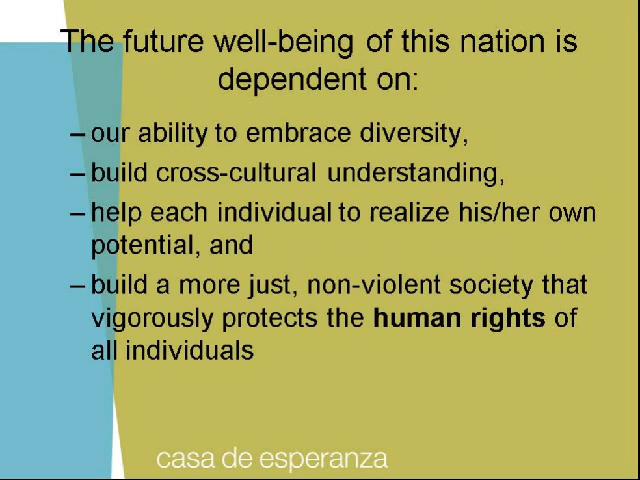 The future well-being of this nation is
dependent on:
– our ability to embrace diversity,
– build cross-cultural understanding,
– help each individual to realize his/her own
potential, and
– build a more just, non-violent society that
vigorously protects the human rights of
all individuals
casa de esperanza